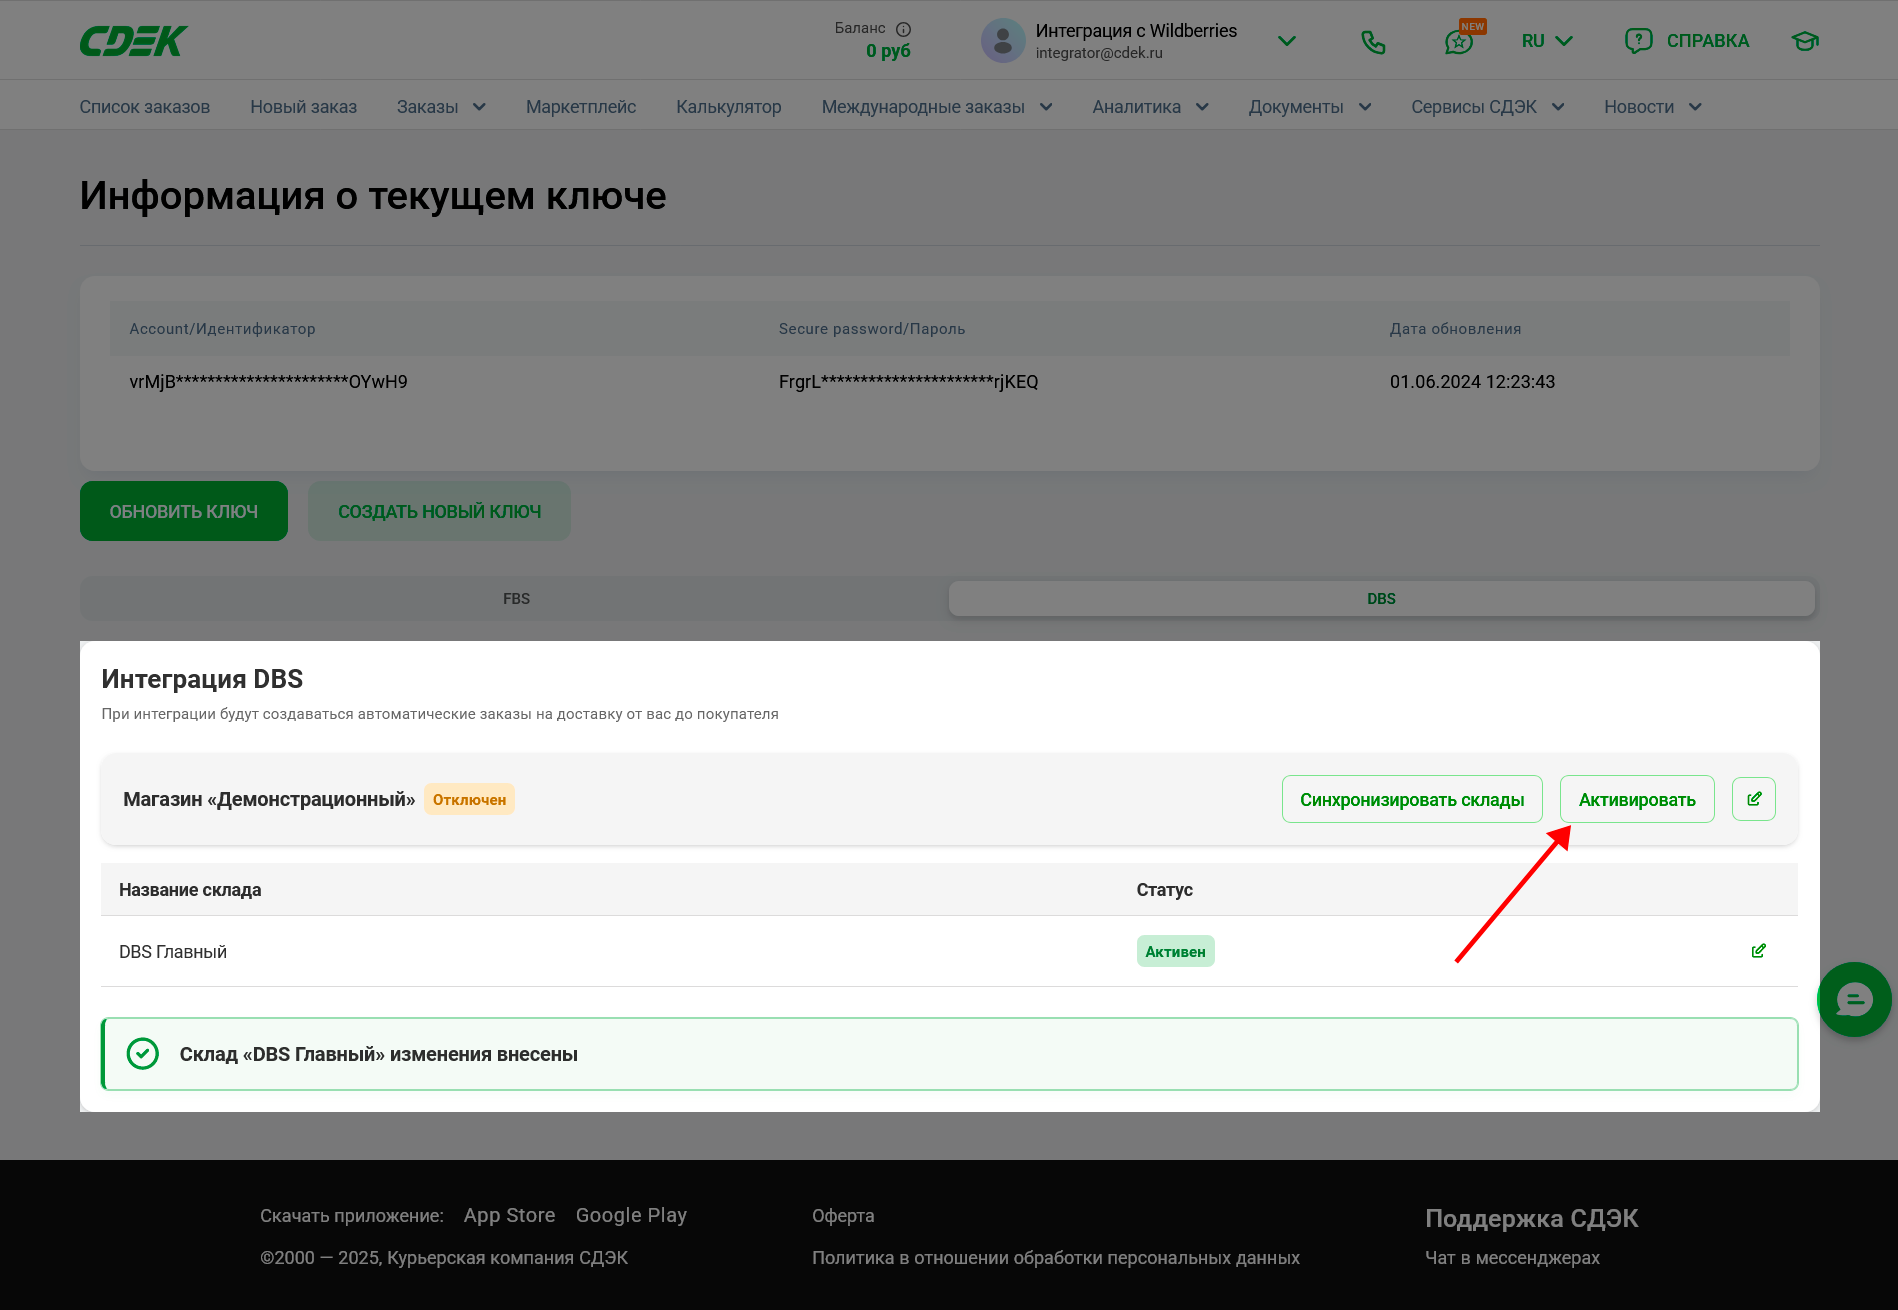 CDEK
Баланс
0 руб
Интеграция с Wildberries
integrator@cdek.ru
NEW
RU
СПРАВКА
Список заказов
Новый заказ
Заказы
Маркетплейс
Калькулятор
Международные заказы
Аналитика
Документы
Сервисы СДЭК
Новости
Информация о текущем ключе
Account/Идентификатор
Secure password/Пароль
Дата обновления
vrMjB**********************OYwH9
FrgrL**********************rjKEQ
01.06.2024 12:23:43
ОБНОВИТЬ КЛЮЧ
СОЗДАТЬ НОВЫЙ КЛЮЧ
FBS
DBS
Интеграция DBS
При интеграции будут создаваться автоматические заказы на доставку от вас до покупателя
Магазин «Демонстрационный»
Отключен
Синхронизировать склады
Активировать
Название склада
Статус
DBS Главный
Активен
Склад «DBS Главный» изменения внесены
Скачать приложение:
App Store
Google Play
Оферта
Поддержка СДЭК
©2000 — 2025, Курьерская компания СДЭК
Политика в отношении обработки персональных данных
Чат в мессенджерах